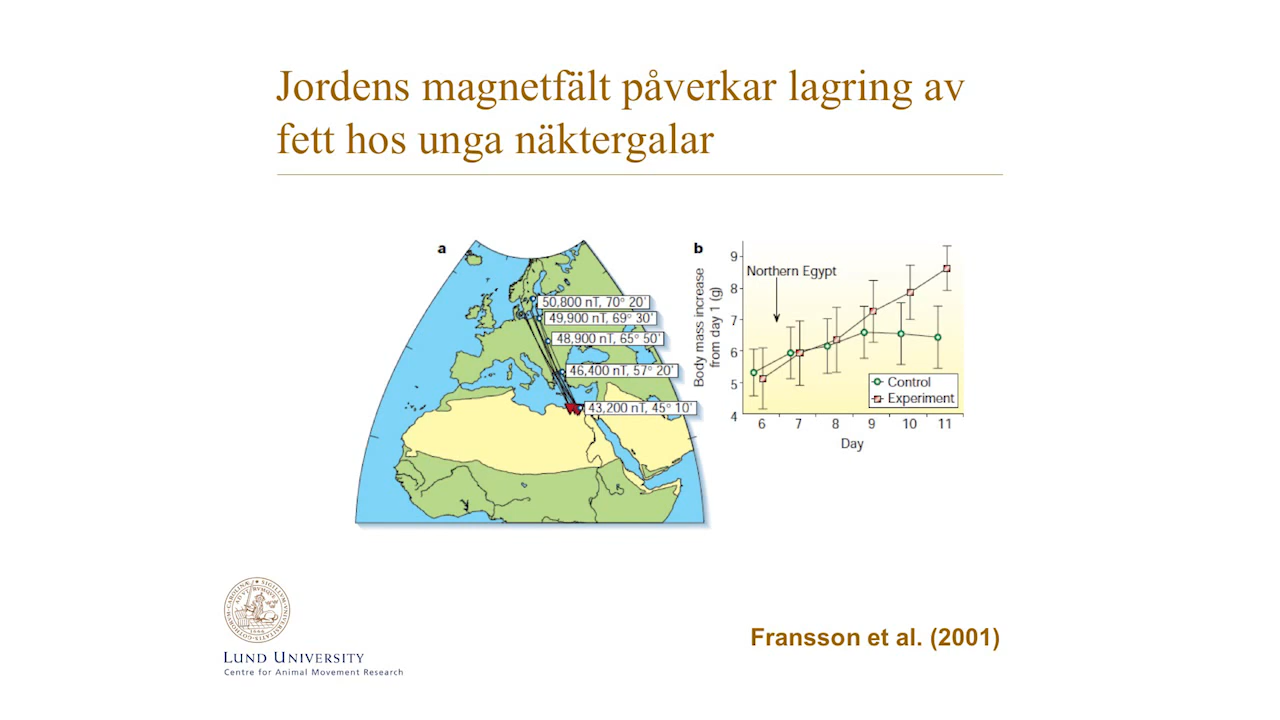 Jordens magnetfält påverkar lagring av
fett hos unga näktergalar
a
50,800 nT, 70° 20'
49,900 nT, 69° 30'
48,900 nT, 65° 50'
46,400 nT, 57° 20'
43,200 nT, 45° 10'
b
Body mass increase
from day 1 (g)
9
8
7
6
5
4
Northern Egypt
Control
Experiment
6 7 8 9 10 11
Day
LUND UNIVERSITY
Centre for Animal Movement Research
Fransson et al. (2001)